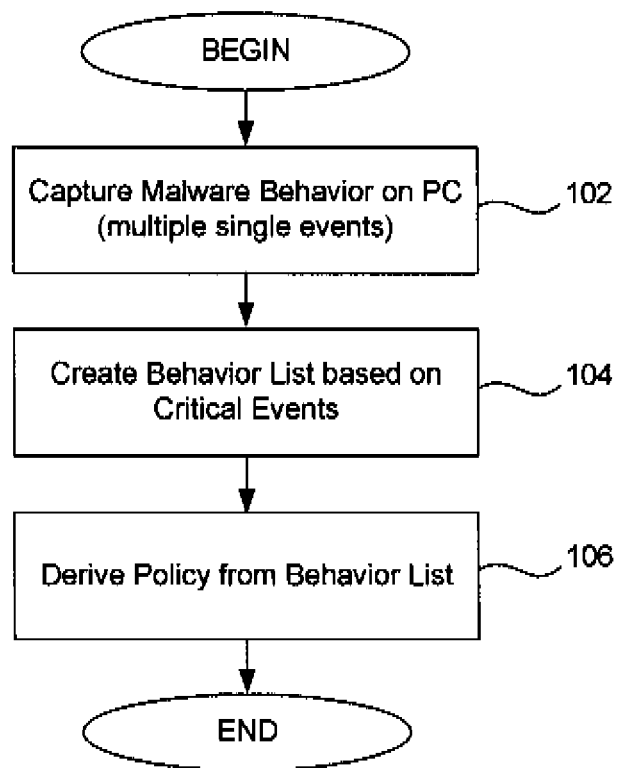 BEGIN
Capture Malware Behavior on PC
(multiple single events)
102
Create Behavior List based on
Critical Events
104
Derive Policy from Behavior List
106
END